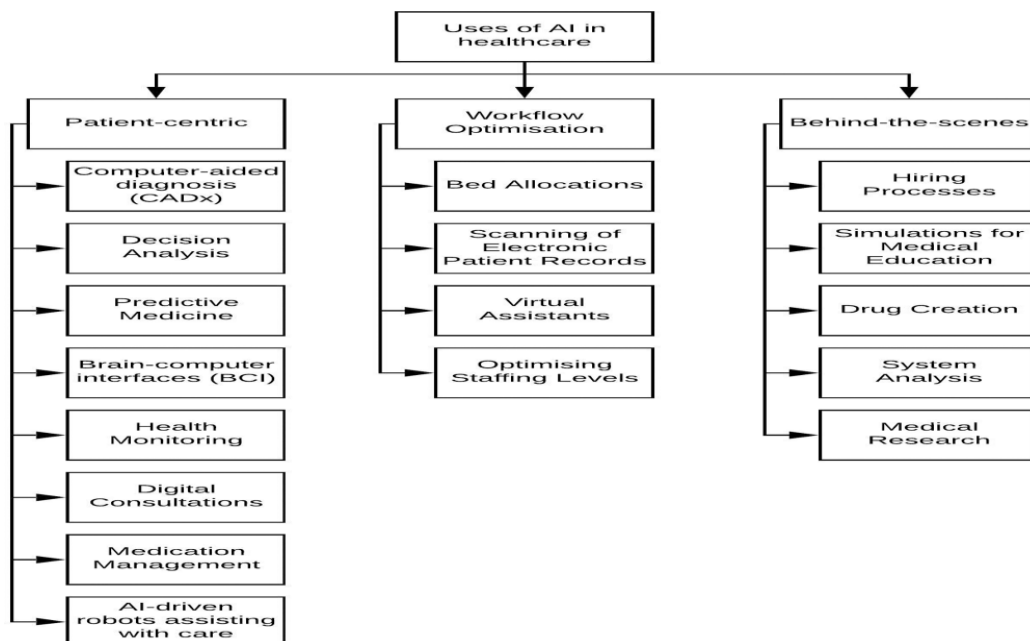 Uses of AI in
healthcare
Patient-centric
Computer-aided
diagnosis
(CADx)
Decision
Analysis
Predictive
Medicine
Brain-computer
interfaces (BCI)
Health
Monitoring
Digital
Consultations
Medication
Management
AI-driven
robots assisting
with care
Workflow
Optimisation
Bed Allocations
Scanning of
Electronic
Patient Records
Virtual
Assistants
Optimising
Staffing Levels
Behind-the-scenes
Hiring
Processes
Simulations for
Medical
Education
Drug Creation
System
Analysis
Medical
Research